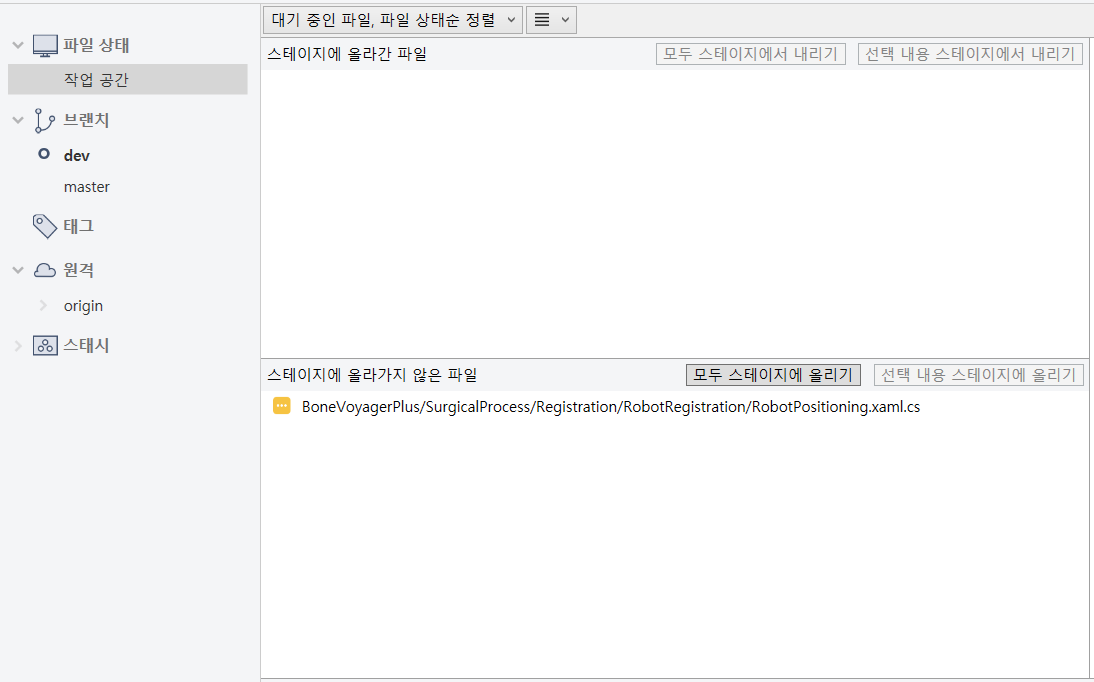 대기 중인 파일, 파일 상태순 정렬
파일 상태
작업 공간
브랜치
dev
master
태그
원격
origin
스태시
스테이지에 올라간 파일
모두 스테이지에서 내리기
선택 내용 스테이지에서 내리기
스테이지에 올라가지 않은 파일
모두 스테이지에 올리기
선택 내용 스테이지에 올리기
BoneVoyagerPlus/SurgicalProcess/Registration/RobotRegistration/RobotPositioning.xaml.cs